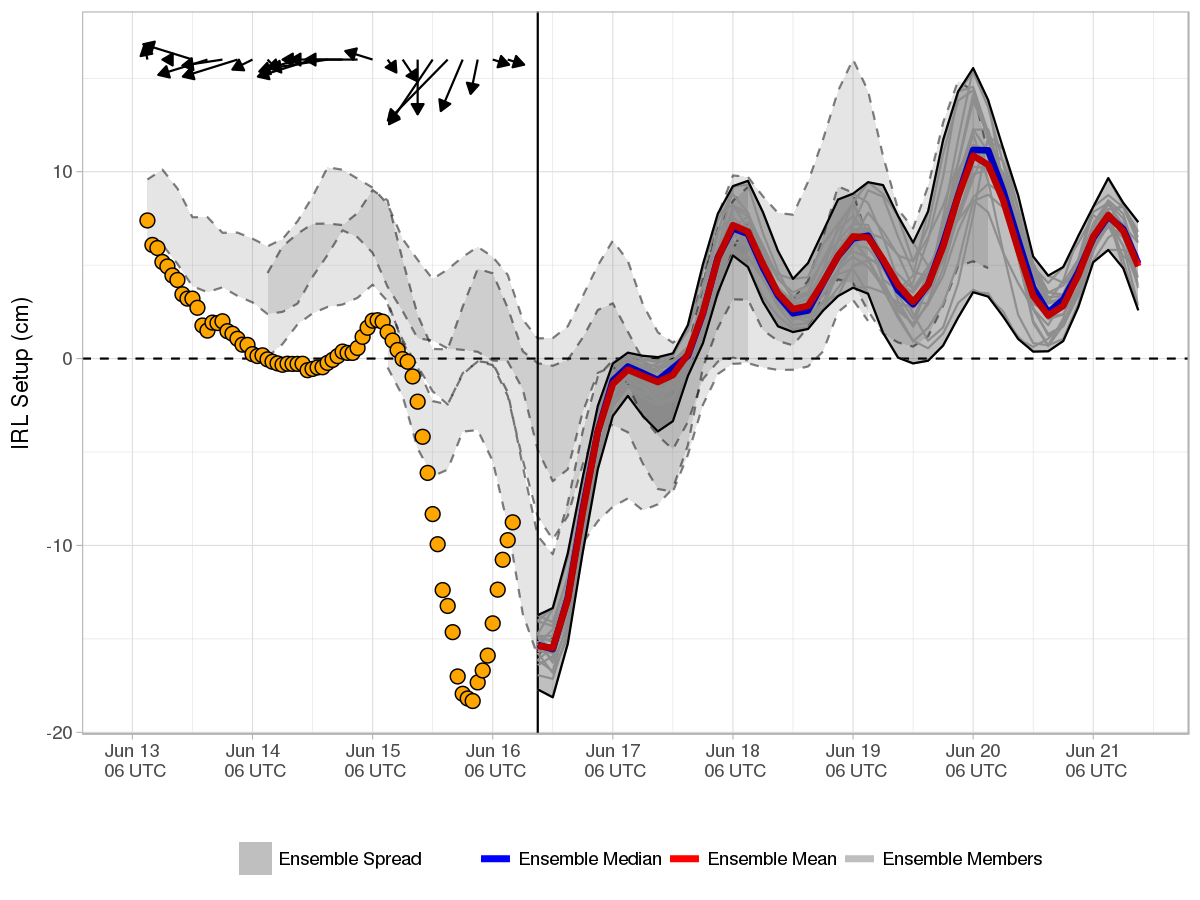 IRL Setup (cm)
10
0
-10
-20
Jun 13 Jun 14 Jun 15 Jun 16 Jun 17 Jun 18 Jun 19 Jun 20 Jun 21
06 UTC 06 UTC 06 UTC 06 UTC 06 UTC 06 UTC 06 UTC 06 UTC 06 UTC
Ensemble Spread Ensemble Median Ensemble Mean Ensemble Members